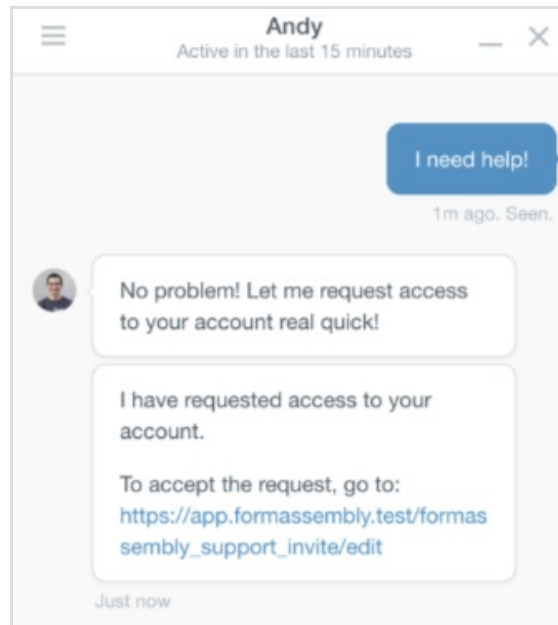 Andy
Active in the last 15 minutes
I need help!
1m ago. Seen.
No problem! Let me request access
to your account real quick!
I have requested access to your
account.
To accept the request, go to:
https://app.formassembly.test/formas
sembly_support_invite/edit
Just now